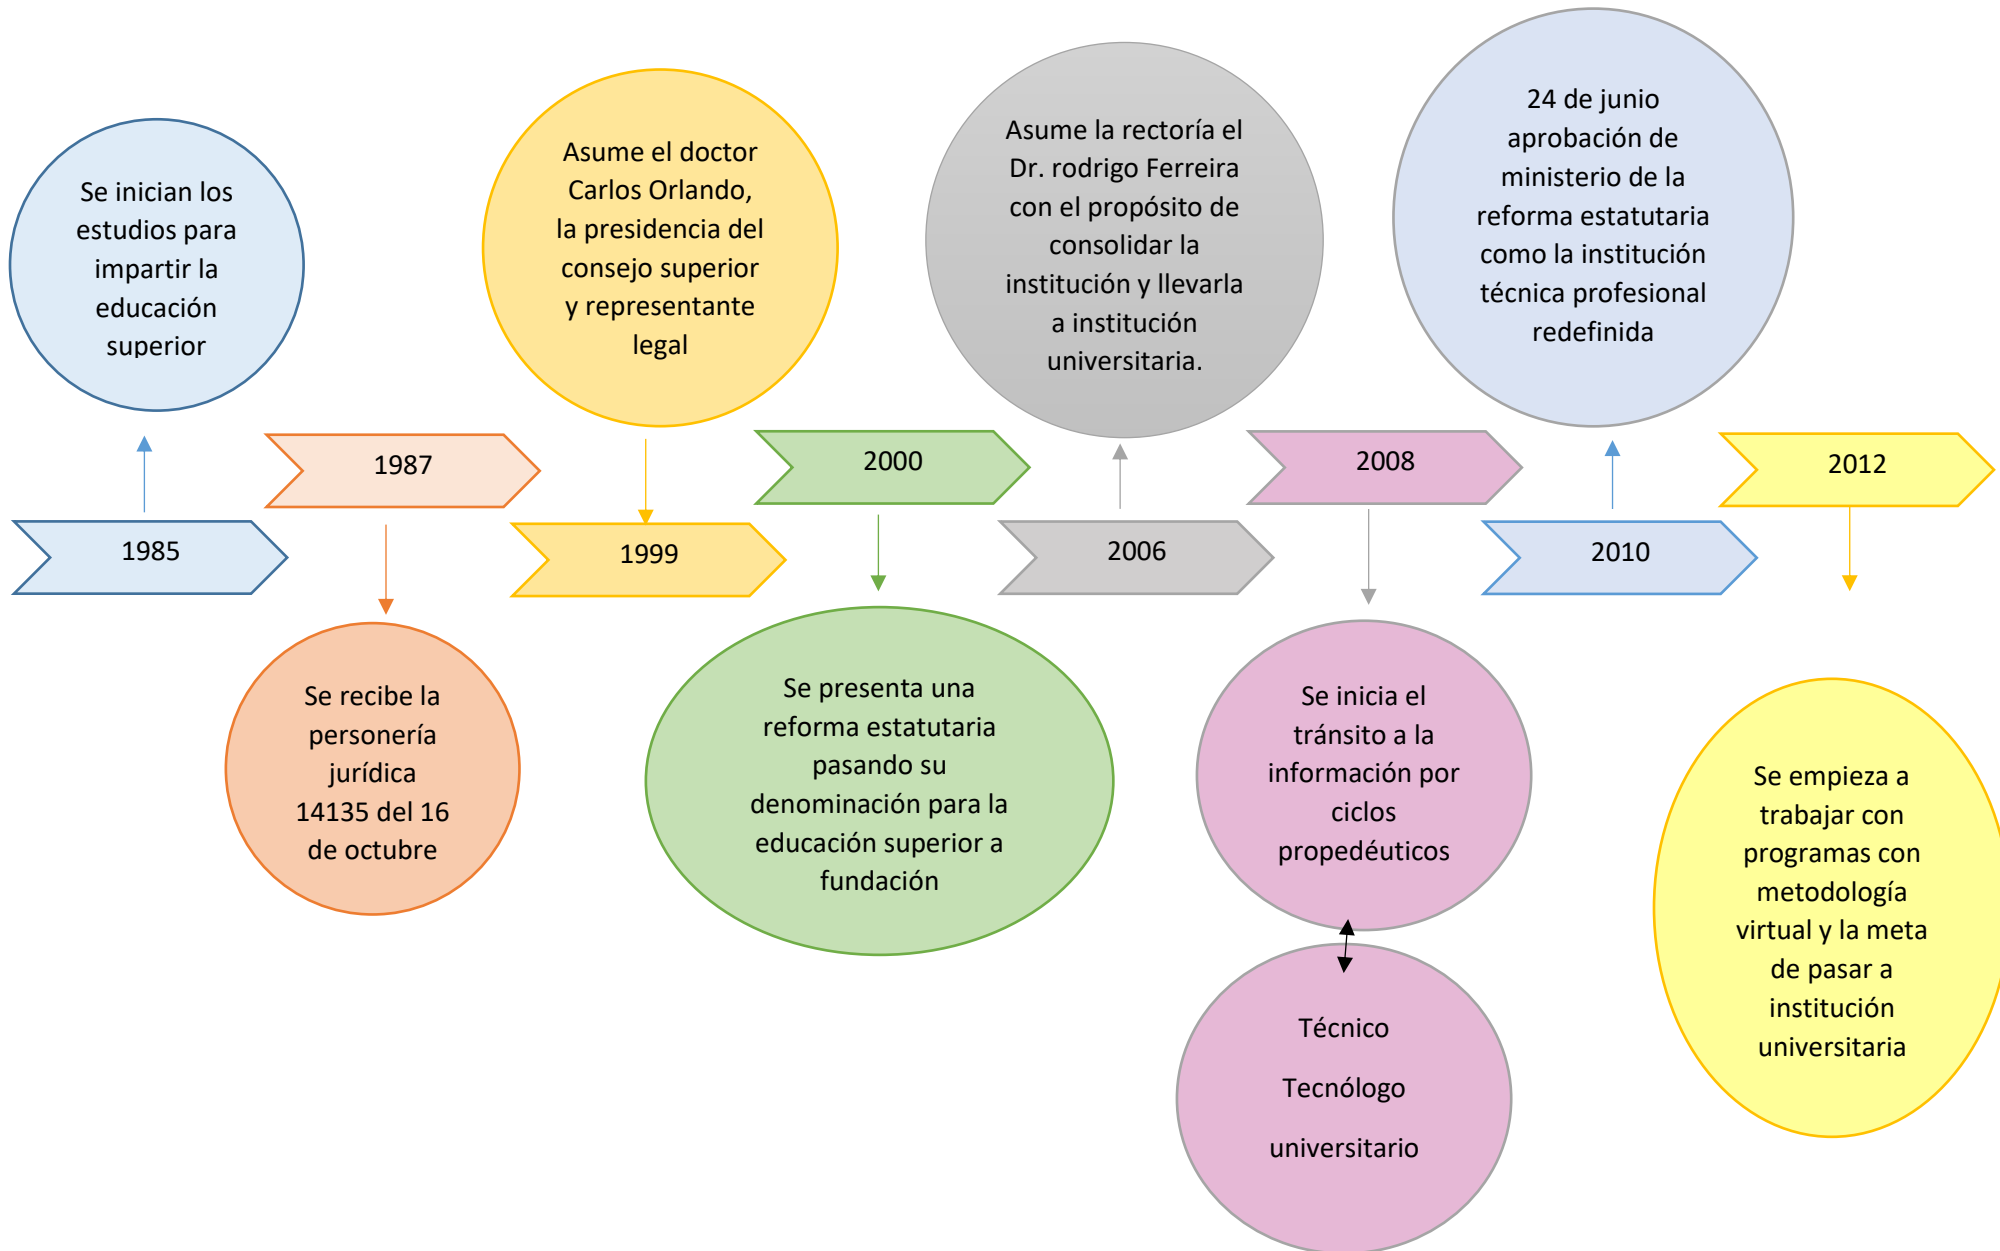 Se inician los
estudios para
impartir la
educación
superior
1985
1987
Se recibe la
personería
jurídica
14135 del 16
de octubre
Asume el doctor
Carlos Orlando,
la presidencia del
consejo superior
y representante
legal
1999
2000
Se presenta una
reforma estatutaria
pasando su
denominación para la
educación superior a
fundación
Asume la rectoría el
Dr. rodrigo Ferreira
con el propósito de
consolidar la
institución y llevarla
a institución
universitaria.
2006
2008
Se inicia el
tránsito a la
información por
ciclos
propedéuticos
Técnico
Tecnólogo
universitario
24 de junio
aprobación de
ministerio de la
reforma estatutaria
como la institución
técnica profesional
redefinida
2010
2012
Se empieza a
trabajar con
programas con
metodología
virtual y la meta
de pasar a
institución
universitaria